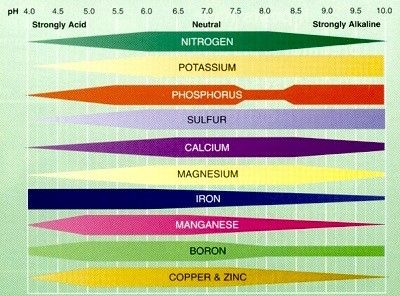 pH 4.0 4.5 5.0 5.5 6.0 6.5 7.0 7.5 8.0 8.5 9.0 9.5 10.0
Strongly Acid Neutral Strongly Alkaline
NITROGEN
POTASSIUM
PHOSPHORUS
SULFUR
CALCIUM
MAGNESIUM
IRON
MANGANESE
BORON
COPPER & ZINC